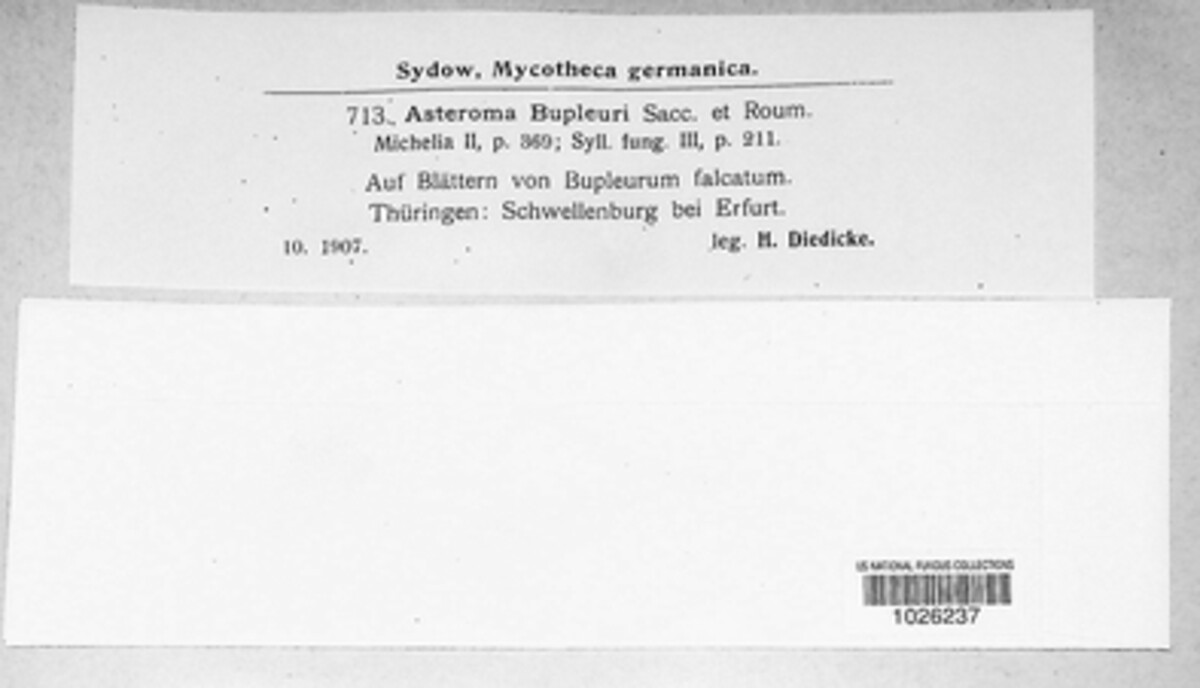 Sydow, Mycotheca germanica.
713. Asteroma Bupleuri Sacc. et Roum.
Michelia II, p. 369; Syll. fung. III, p. 211.
Auf Blättern von Bupleurum falcatum.
Thüringen: Schwellenburg bei Erfurt.
10. 1907. leg. H. Diedicke.
US NATIONAL FUNGUS COLLECTIONS
1026237